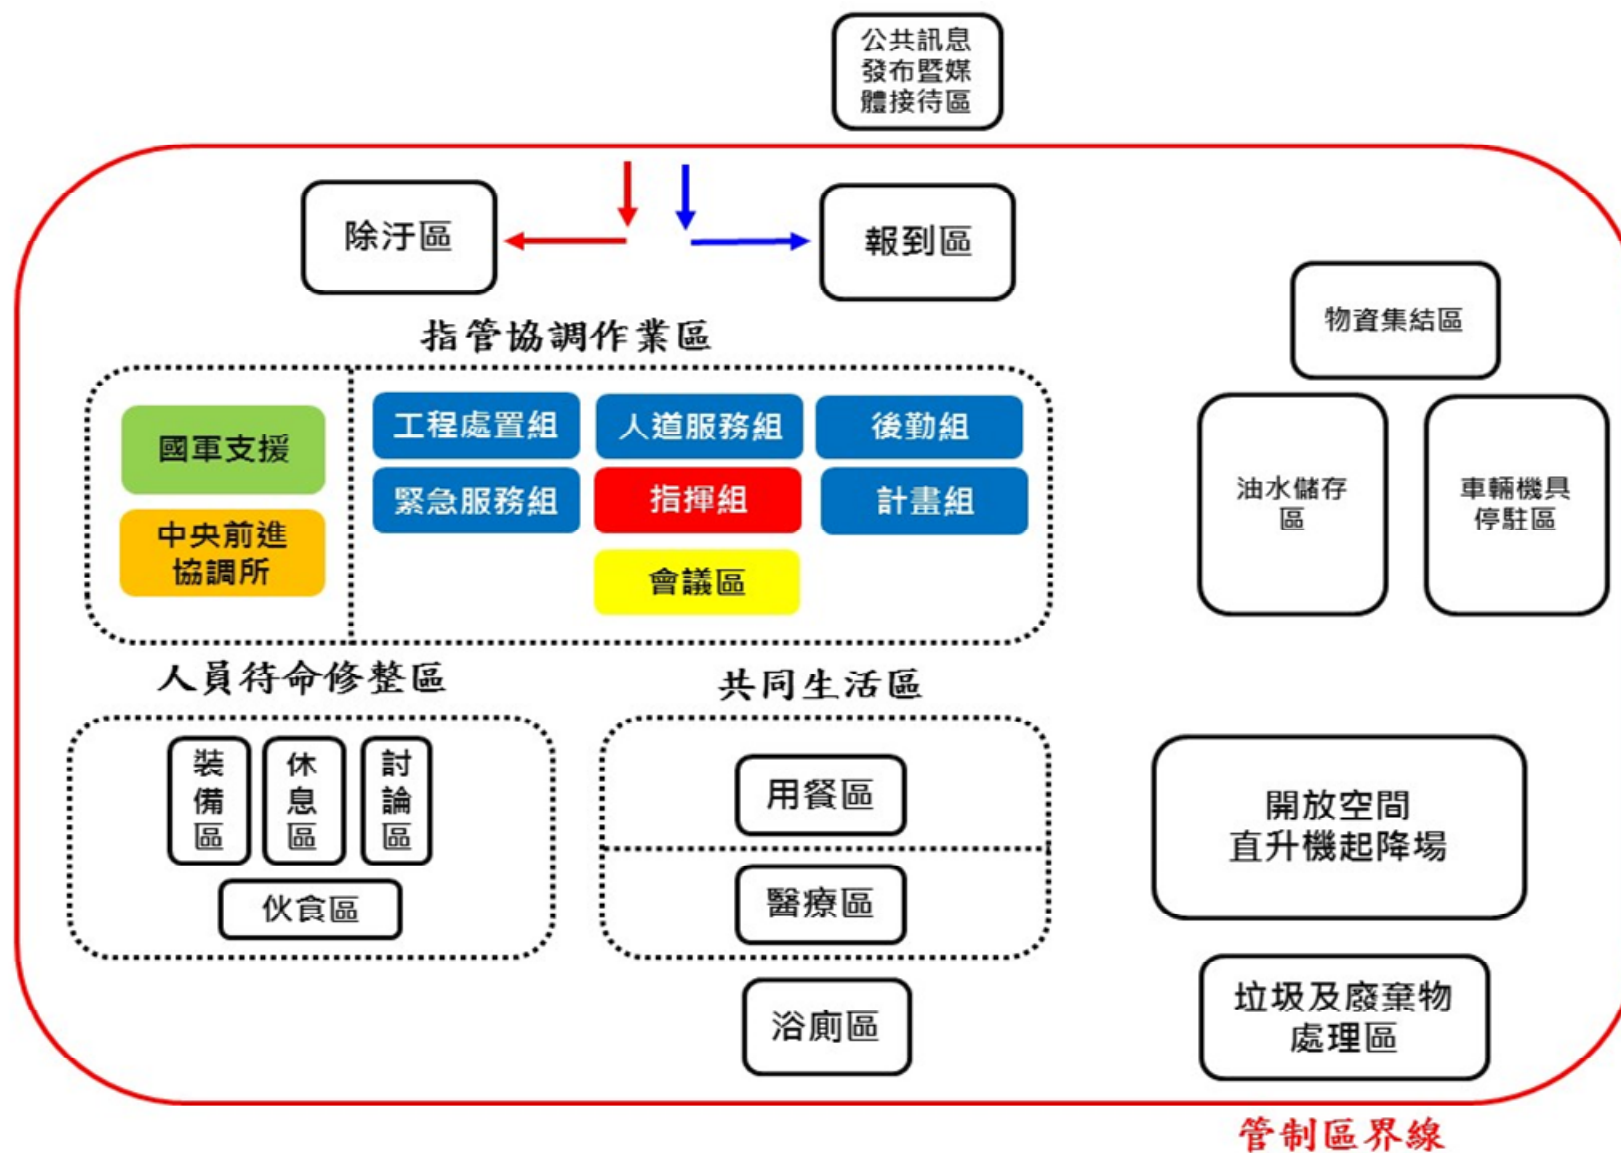 公共訊息
發布暨媒
體接待區
除汙區
報到區
物資集結區
指管協調作業區
國軍支援
中央前進
協調所
工程處置組
人道服務組
後勤組
緊急服務組
指揮組
計畫組
會議區
油水儲存
區
車輛機具
停駐區
人員待命修整區
裝備區
休息區
討論區
伙食區
共同生活區
用餐區
醫療區
浴廁區
開放空間
直升機起降場
垃圾及廢棄物
處理區
管制區界線